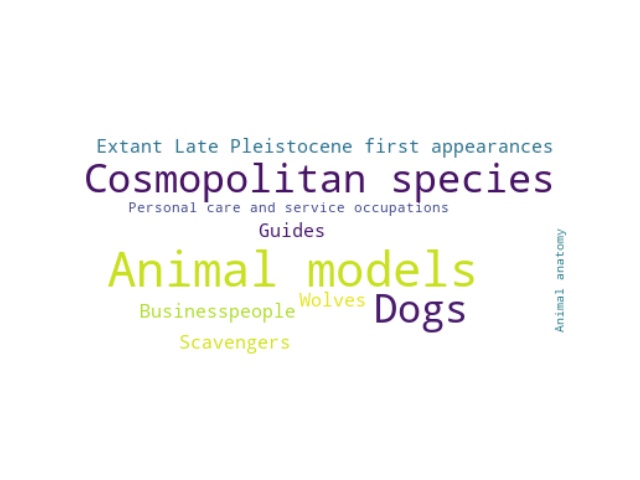 Extant Late Pleistocene first appearances
Cosmopolitan species
Personal care and service occupations
Guides
Animal models
Wolves
Dogs
Businesspeople
Scavengers
Animal anatomy